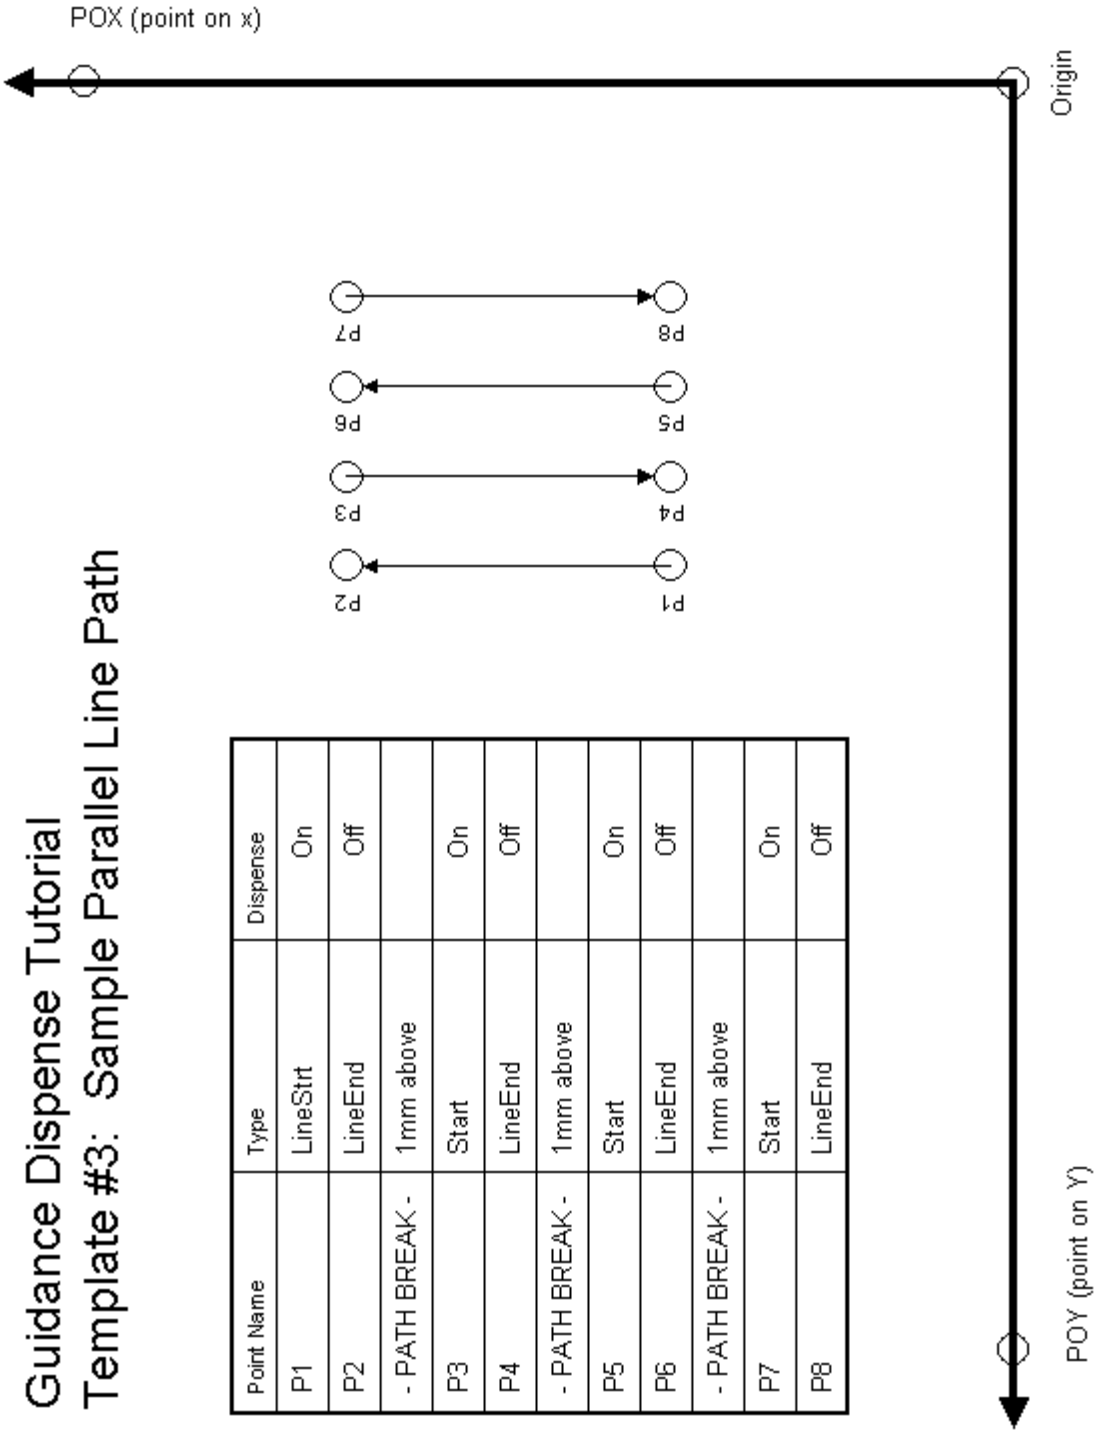 Guidance Dispense Tutorial
Template #3: Sample Parallel Line Path
Point Name Type Dispense
P1 LineStrt On
P2 LineEnd Off
- PATH BREAK - 1mm above
P3 Start On
P4 LineEnd Off
- PATH BREAK - 1mm above
P5 Start On
P6 LineEnd Off
- PATH BREAK - 1mm above
P7 Start On
P8 LineEnd Off
P2 P3 P6 P7
P1 P4 P5 P8
POX (point on x)
Origin
POY (point on Y)